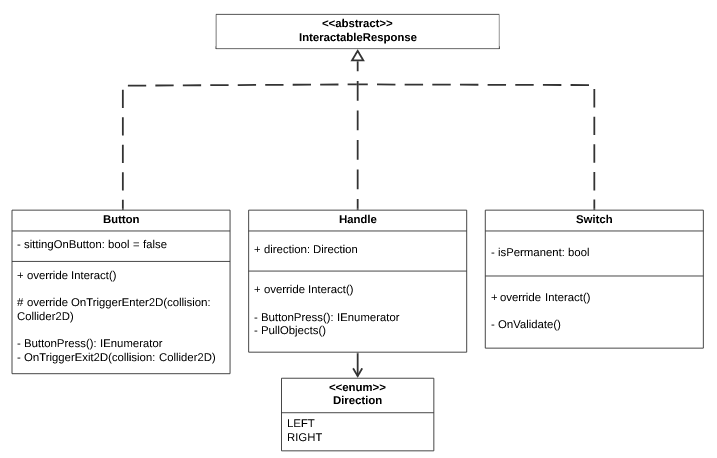 <<abstract>>
InteractableResponse
Button
- sittingOnButton: bool = false
+ override Interact()
# override OnTriggerEnter2D(collision:
Collider2D)
- ButtonPress(): IEnumerator
- OnTriggerExit2D(collision: Collider2D)
Handle
+ direction: Direction
+ override Interact()
- ButtonPress(): IEnumerator
- PullObjects()
Switch
- isPermanent: bool
+ override Interact()
- OnValidate()
<<enum>>
Direction
LEFT
RIGHT